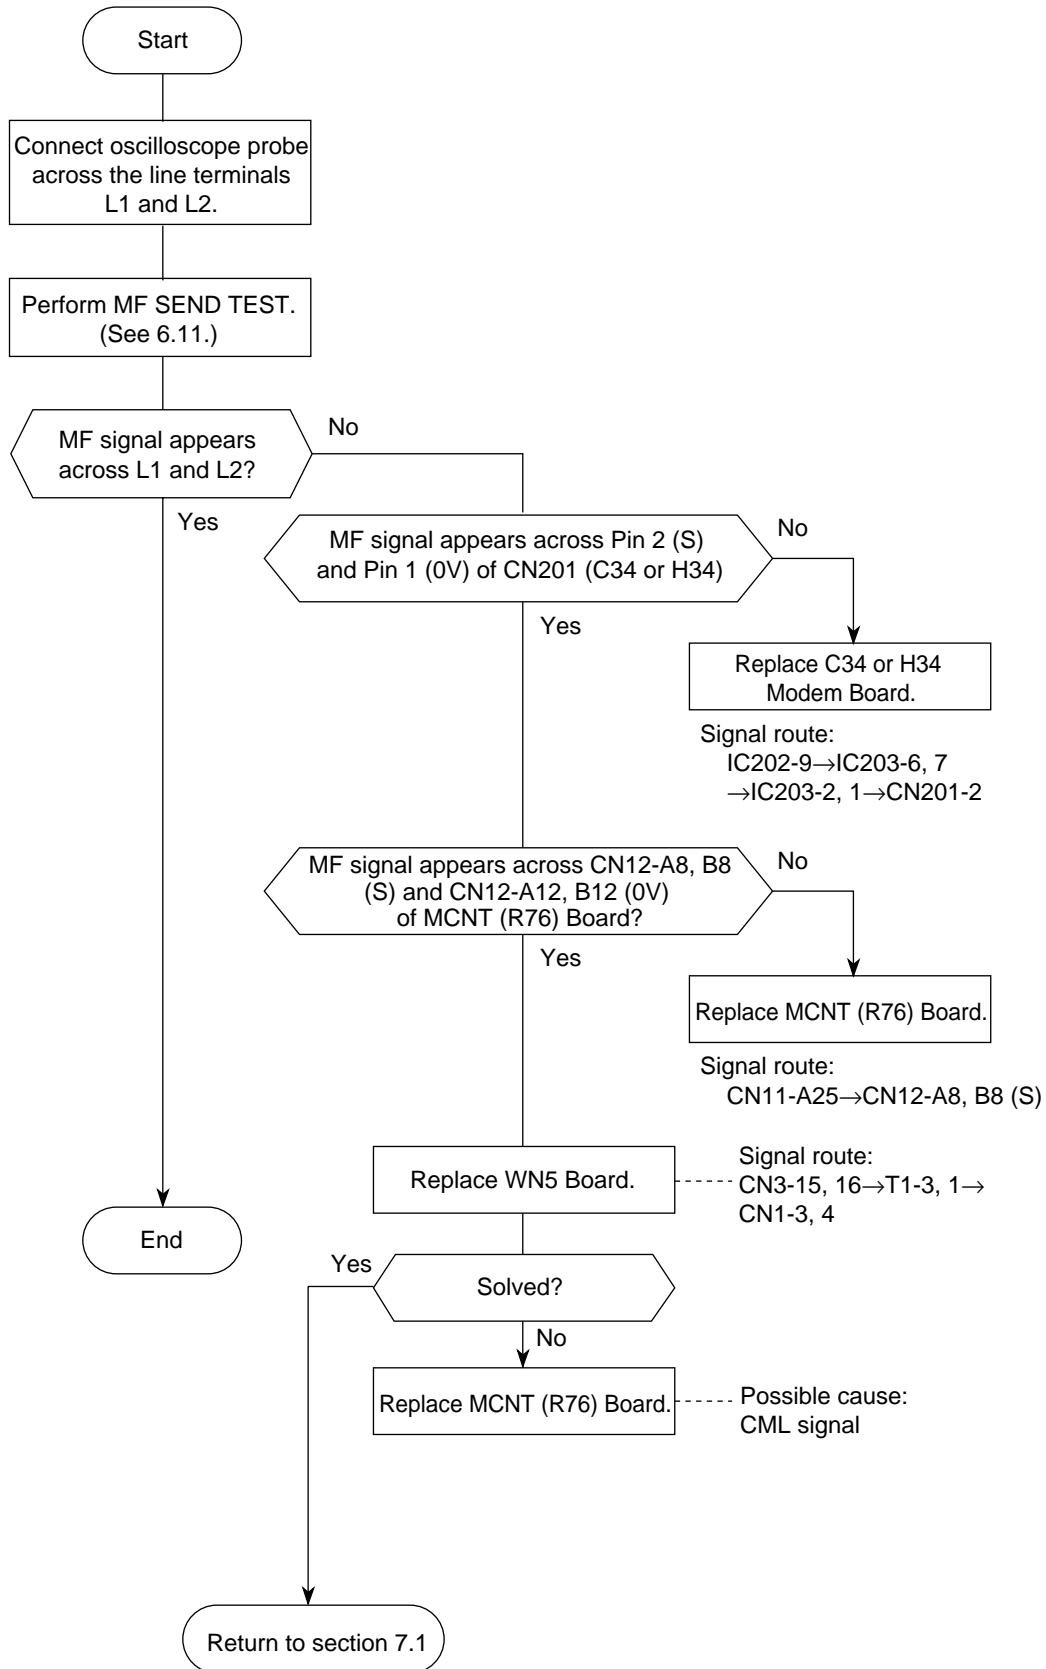 Start
Connect oscilloscope probe
across the line terminals
L1 and L2.
Perform MF SEND TEST.
(See 6.11.)
MF signal appears
across L1 and L2?
No
Yes
MF signal appears across Pin 2 (S)
and Pin 1 (0V) of CN201 (C34 or H34)
No
Yes
Replace C34 or H34
Modem Board.
Signal route:
IC202-9→IC203-6, 7
→IC203-2, 1→CN201-2
MF signal appears across CN12-A8, B8
(S) and CN12-A12, B12 (0V)
of MCNT (R76) Board?
No
Yes
Replace MCNT (R76) Board.
Signal route:
CN11-A25→CN12-A8, B8 (S)
Replace WN5 Board.
Signal route:
CN3-15, 16→T1-3, 1→
CN1-3, 4
End
Yes
Solved?
No
Replace MCNT (R76) Board.
Possible cause:
CML signal
Return to section 7.1